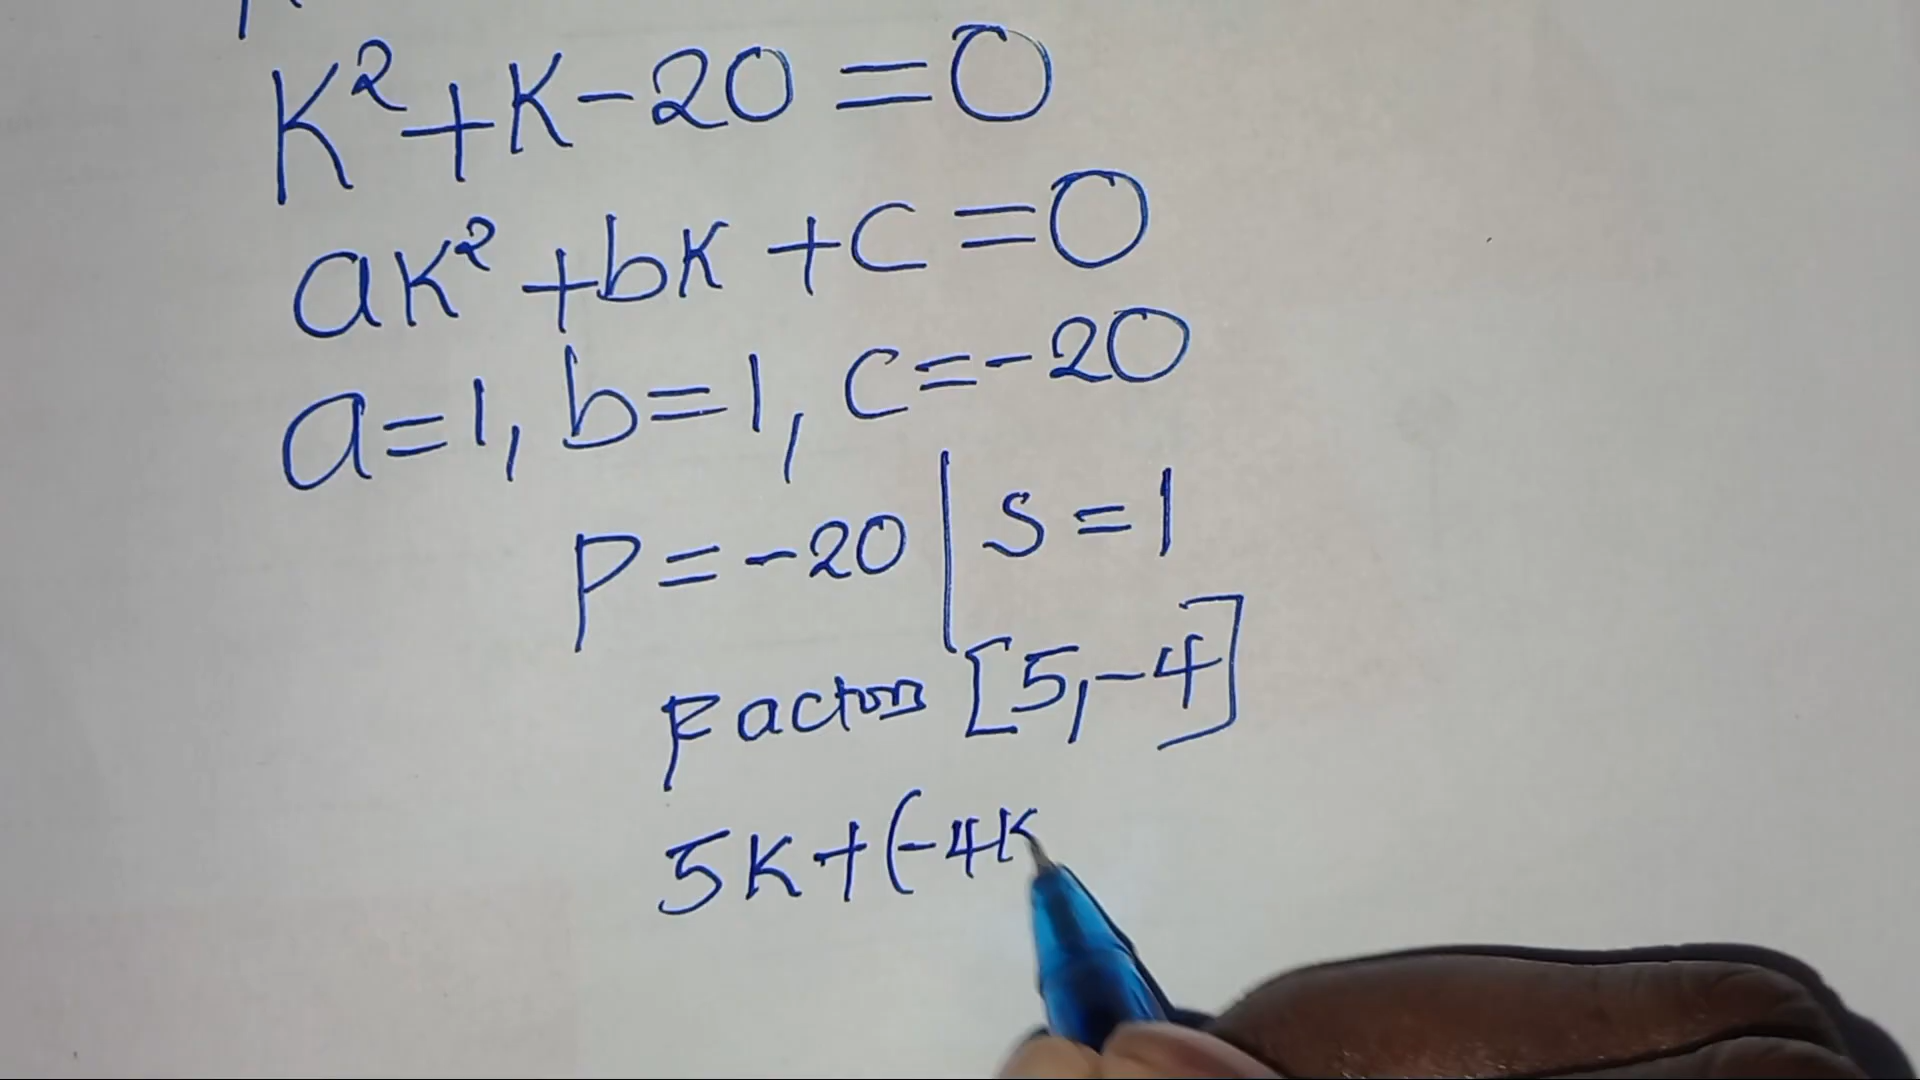 K²+K-20=0
aK²+bK+C=0
a=1, b=1, C=-20
P=-20 | S=1
Factors [5,-4]
5K+(-4K